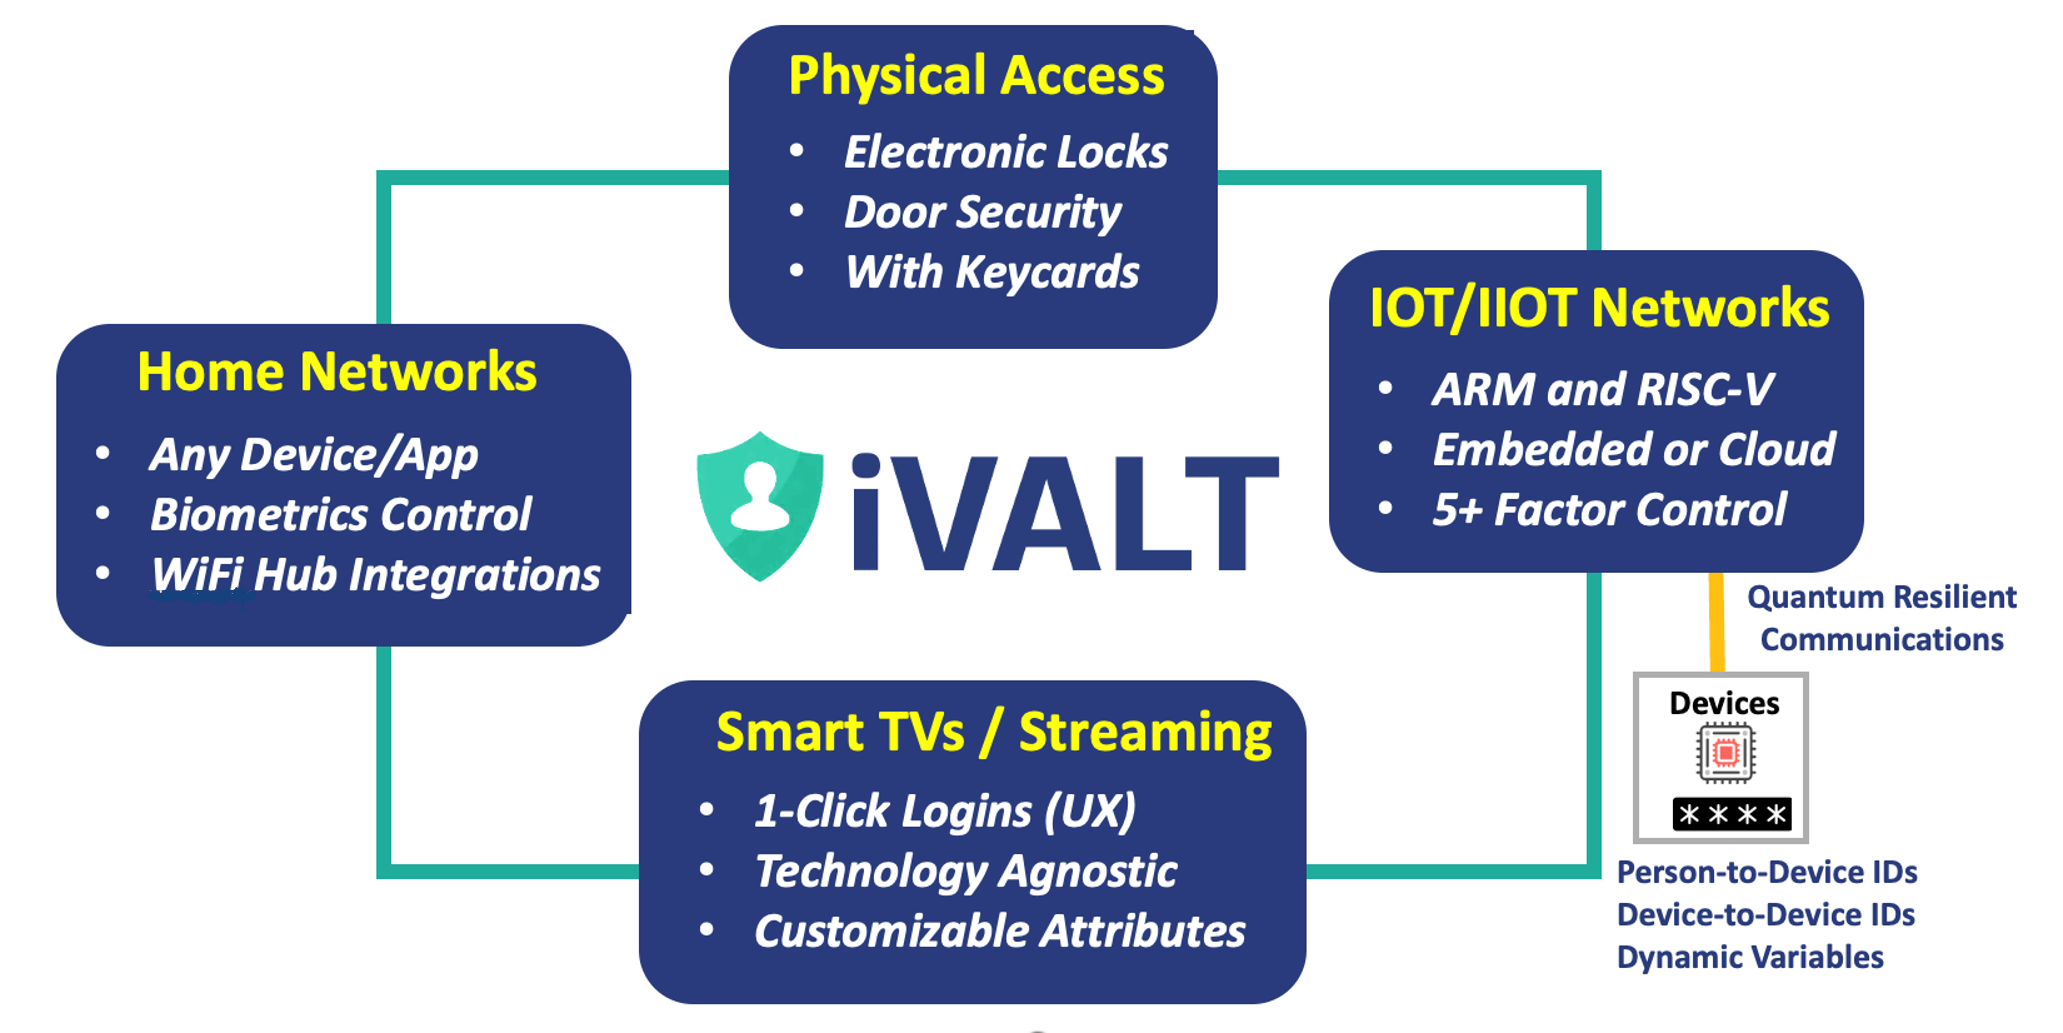 Physical Access
• Electronic Locks
• Door Security
• With Keycards
IOT/IIOT Networks
• ARM and RISC-V
• Embedded or Cloud
• 5+ Factor Control
Home Networks
• Any Device/App
• Biometrics Control
• WiFi Hub Integrations
iVALT
Quantum Resilient
Communications
Devices
****
Smart TVs / Streaming
• 1-Click Logins (UX)
• Technology Agnostic
• Customizable Attributes
Person-to-Device IDs
Device-to-Device IDs
Dynamic Variables